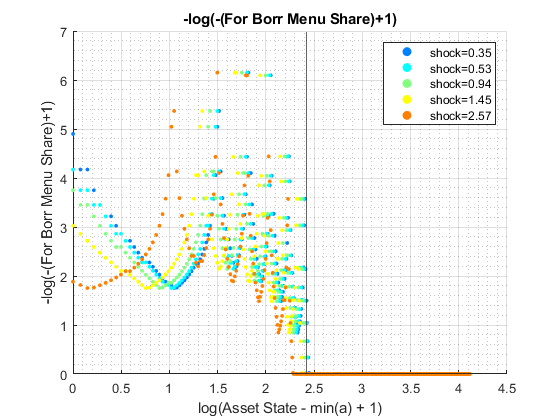 -log(-(For Borr Menu Share)+1)
-log(-(For Borr Menu Share)+1)
7
6
5
4
3
2
1
0
shock=0.35
shock=0.53
shock=0.94
shock=1.45
shock=2.57
0 0.5 1 1.5 2 2.5 3 3.5 4 4.5
log(Asset State - min(a) + 1)